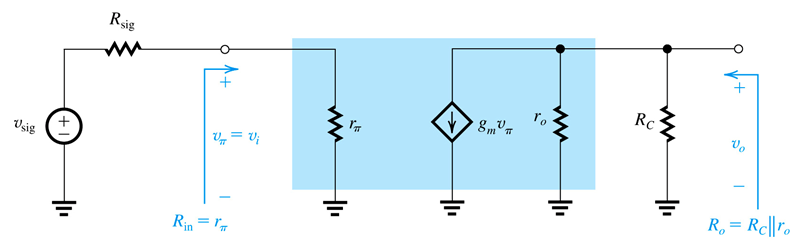 R_sig
v_sig
+
−
+
v_π = v_i
−
R_in = r_π
r_π
g_m v_π
r_o
R_C
+
v_o
−
R_o = R_C ∥ r_o